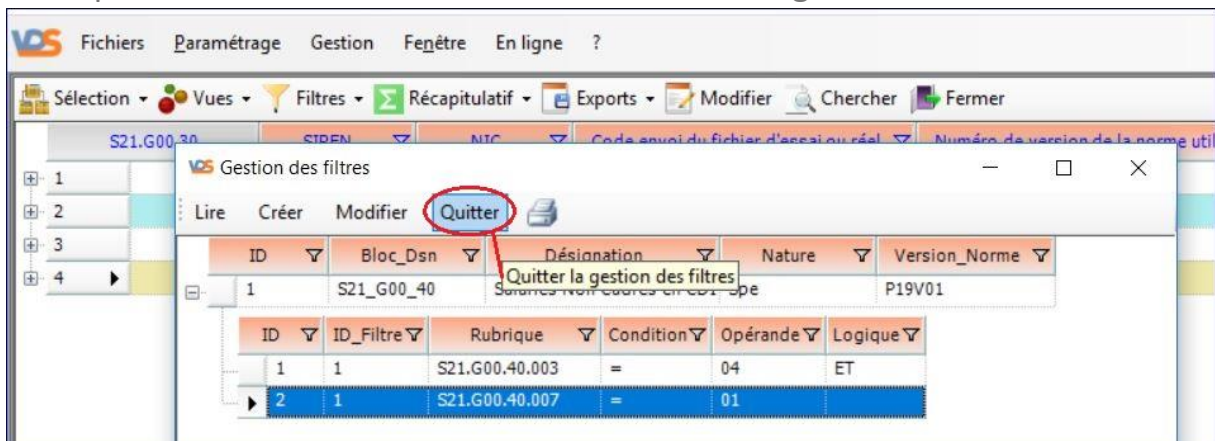 VDS Fichiers Paramétrage Gestion Fenêtre En ligne ?
Sélection Vues Filtres Récapitulatif Exports Modifier Chercher Fermer
S21.G00.30 SIREN NIC Code envoi du fichier d'essai ou réel Numéro de version de la norme util
VDS Gestion des filtres
1
2
3
4
Lire Créer Modifier Quitter
ID Bloc_Dsn Désignation Nature Version_Norme
Quitter la gestion des filtres
1 S21_G00_40 Spe P19V01
ID ID_Filtre Rubrique Condition Opérande Logique
1 1 S21.G00.40.003 = 04 ET
2 1 S21.G00.40.007 = 01